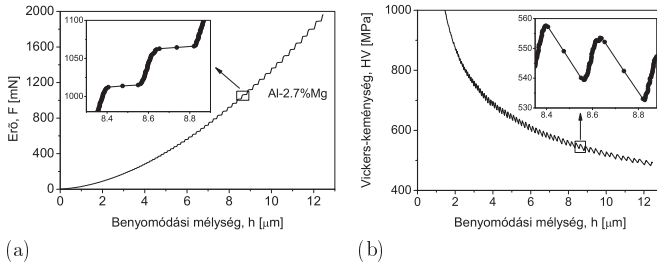 2000
1600
1200
800
400
0
Erő, F [mN]
1100
1050
1000
8.4 8.6 8.8
Al-2.7%Mg
0 2 4 6 8 10 12
Benyomódási mélység, h [μm]
(a)
1000
800
600
400
Vickers-keménység, HV [MPa]
560
550
540
530
8.4 8.6 8.8
0 2 4 6 8 10 12
Benyomódási mélység, h [μm]
(b)